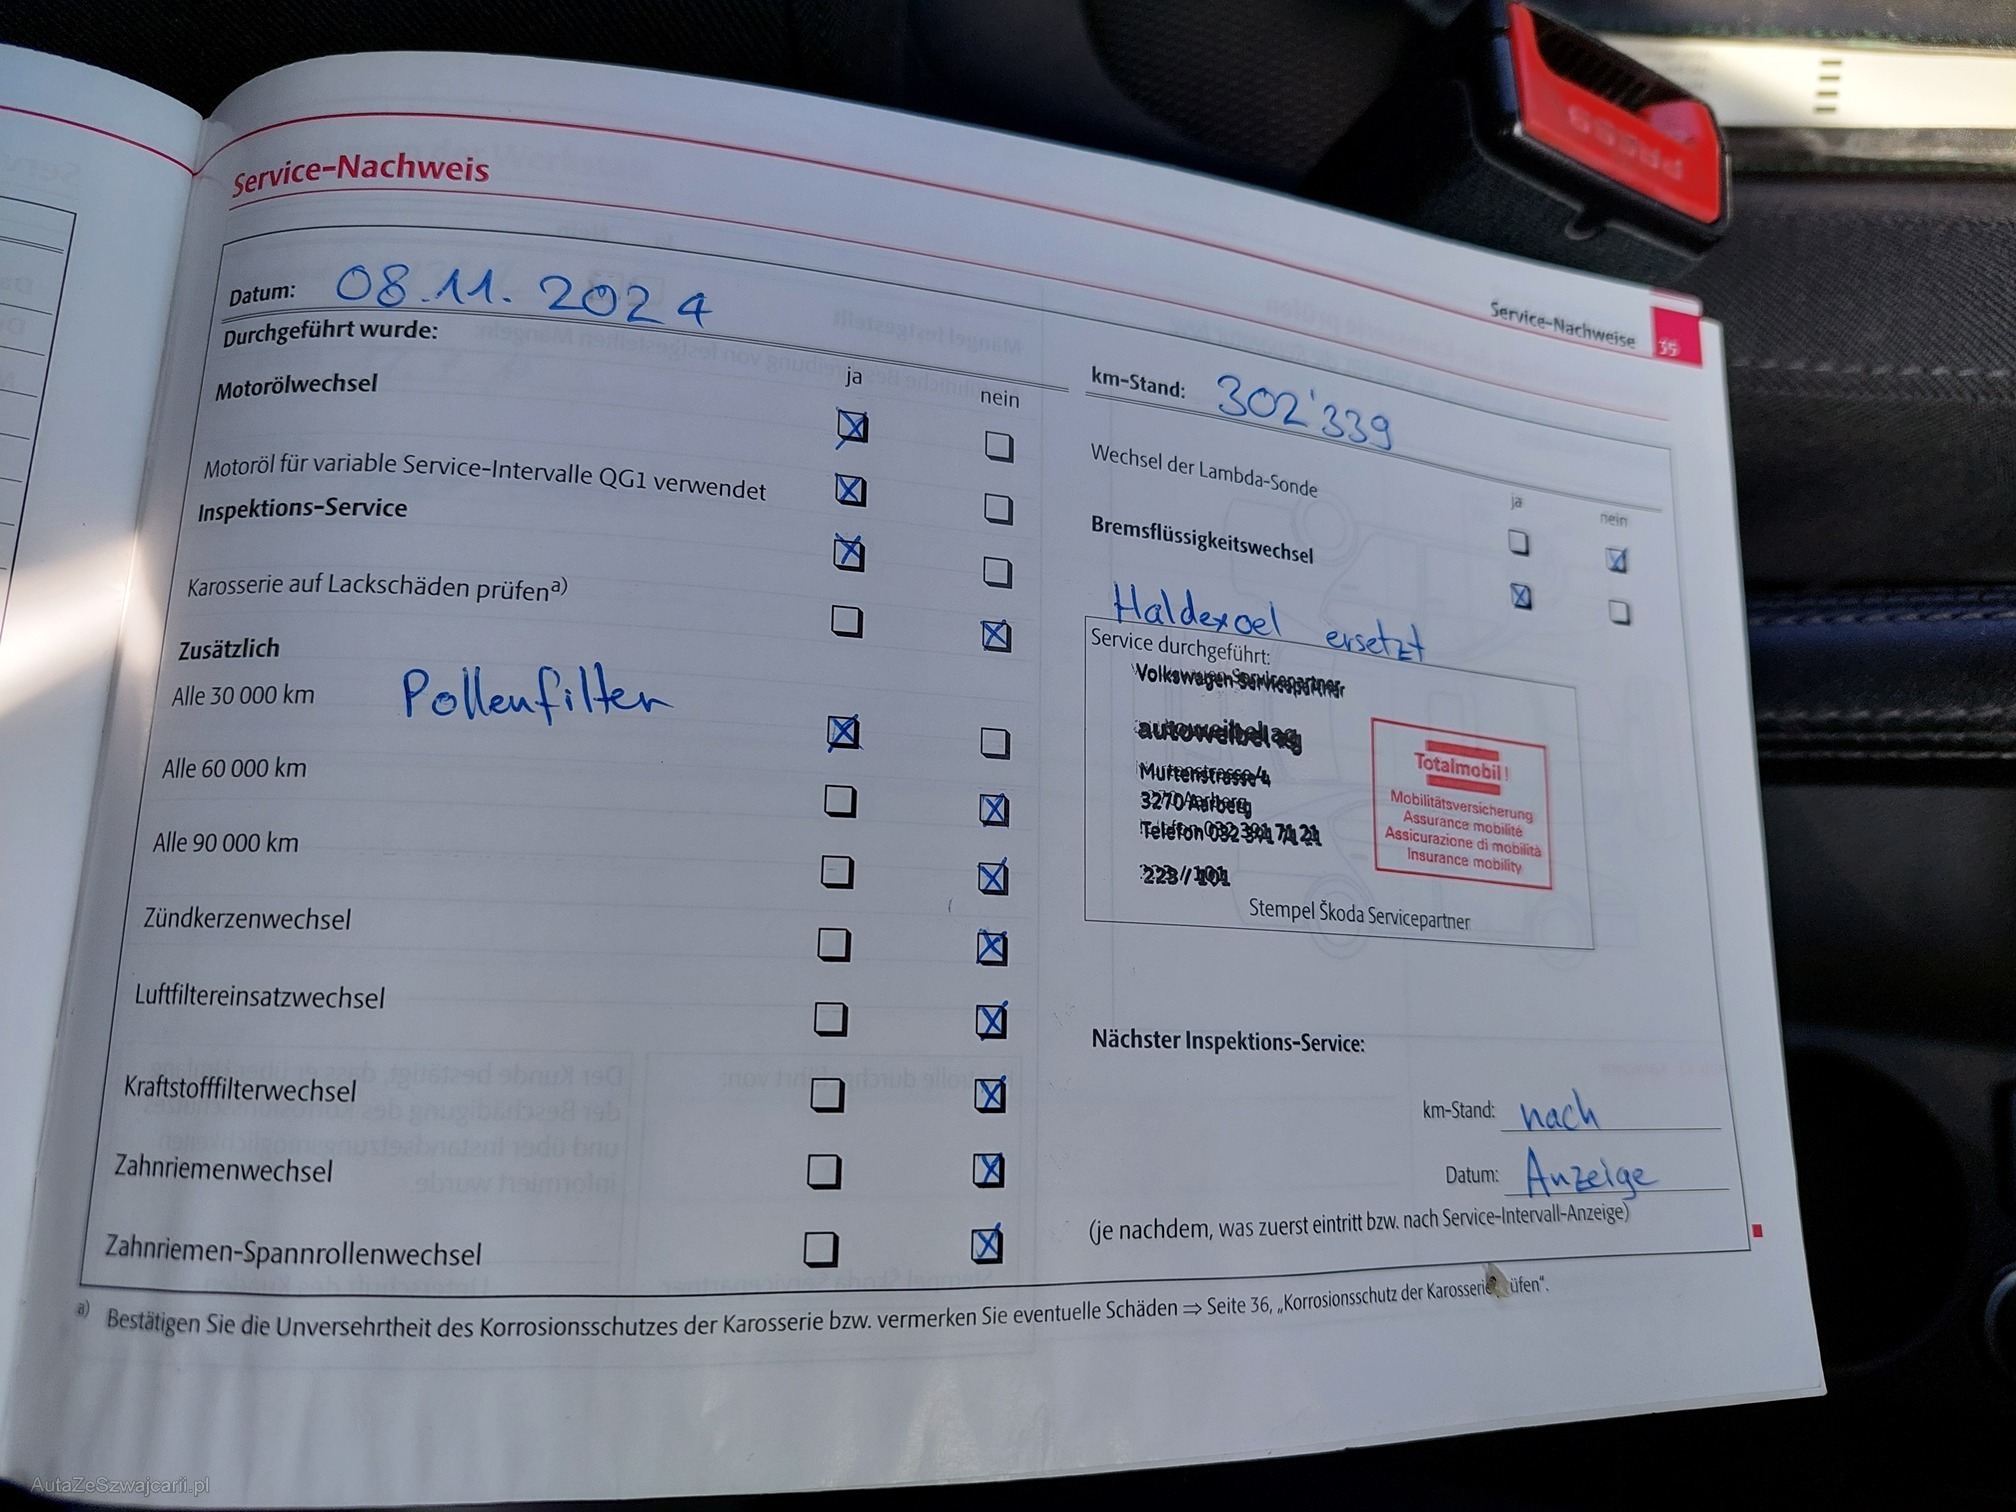 Service-Nachweis
Service-Nachweise 35
Datum: 08.11.2024
Durchgeführt wurde:
ja nein
Motorölwechsel
Motoröl für variable Service-Intervalle QG1 verwendet
Inspektions-Service
Karosserie auf Lackschäden prüfen a)
Zusätzlich
Alle 30 000 km Pollenfilter
Alle 60 000 km
Alle 90 000 km
Zündkerzenwechsel
Luftfiltereinsatzwechsel
Kraftstofffilterwechsel
Zahnriemenwechsel
Zahnriemen-Spannrollenwechsel
km-Stand: 302'339
ja nein
Wechsel der Lambda-Sonde
Bremsflüssigkeitswechsel
Haldexoel ersetzt
Service durchgeführt:
Volkswagen Servicepartner
autoweibel ag
Murtenstrasse 4
3270 Aarberg
Telefon 032 391 71 21
223 / 101
Totalmobil!
Mobilitätsversicherung
Assurance mobilité
Assicurazione di mobilità
Insurance mobility
Stempel Škoda Servicepartner
Nächster Inspektions-Service:
km-Stand: nach
Datum: Anzeige
(je nachdem, was zuerst eintritt bzw. nach Service-Intervall-Anzeige)
a) Bestätigen Sie die Unversehrtheit des Korrosionsschutzes der Karosserie bzw. vermerken Sie eventuelle Schäden ⇒ Seite 36, „Korrosionsschutz der Karosserie üfen“.
PRESS
AutaZeSzwajcarii.pl